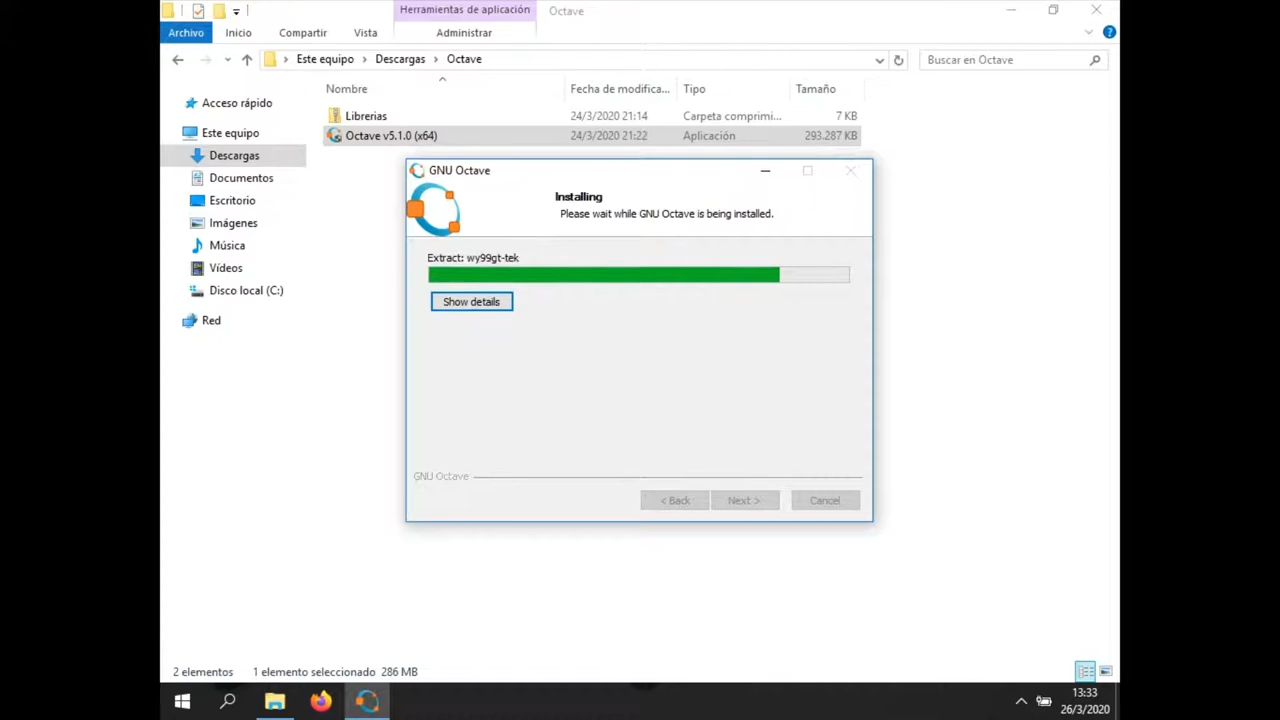 Herramientas de aplicación
Octave
Archivo
Inicio
Compartir
Vista
Administrar
Este equipo
Descargas
Octave
Buscar en Octave
Nombre
Fecha de modifica...
Tipo
Tamaño
Librerias
24/3/2020 21:14
Carpeta comprimi...
7 KB
Octave v5.1.0 (x64)
24/3/2020 21:22
Aplicación
293.287 KB
Acceso rápido
Este equipo
Descargas
Documentos
Escritorio
Imágenes
Música
Vídeos
Disco local (C:)
Red
GNU Octave
Installing
Please wait while GNU Octave is being installed.
Extract: wy99gt-tek
Show details
GNU Octave
< Back
Next >
Cancel
2 elementos
1 elemento seleccionado 286 MB
13:33
26/3/2020